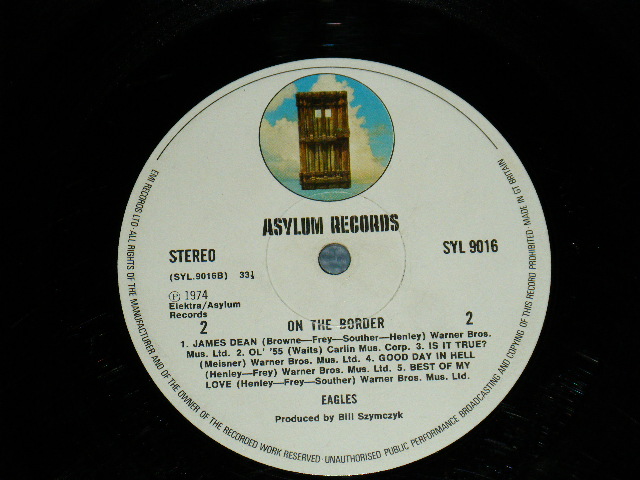 ASYLUM RECORDS
STEREO
SYL 9016
(SYL.9016B) 33⅓
Ⓟ 1974
Elektra/Asylum
Records
2
2
ON THE BORDER
1. JAMES DEAN (Browne—Frey—Souther—Henley) Warner Bros.
Mus. Ltd. 2. OL' '55 (Waits) Carlin Mus. Corp. 3. IS IT TRUE?
(Meisner) Warner Bros. Mus. Ltd. 4. GOOD DAY IN HELL
(Henley—Frey) Warner Bros. Mus. Ltd. 5. BEST OF MY
LOVE (Henley—Frey—Souther) Warner Bros. Mus. Ltd.
EAGLES
Produced by Bill Szymczyk
EMI RECORDS LTD·ALL RIGHTS OF THE MANUFACTURER AND OF THE OWNER OF THE RECORDED WORK RESERVED·UNAUTHORISED PUBLIC PERFORMANCE BROADCASTING AND COPYING OF THIS RECORD PROHIBITED·MADE IN GT BRITAIN